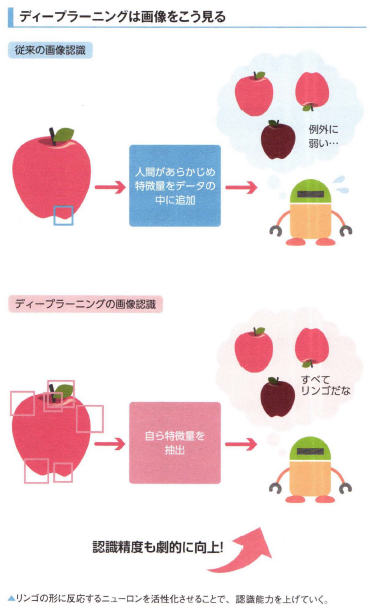 ディープラーニングは画像をこう見る
従来の画像認識
例外に
弱い…
人間があらかじめ
特微量をデータの
中に追加
ディープラーニングの画像認識
すべて
リンゴだな
自ら特微量を
抽出
認識精度も劇的に向上!
▲リンゴの形に反応するニューロンを活性化させることで、認識能力を上げていく。